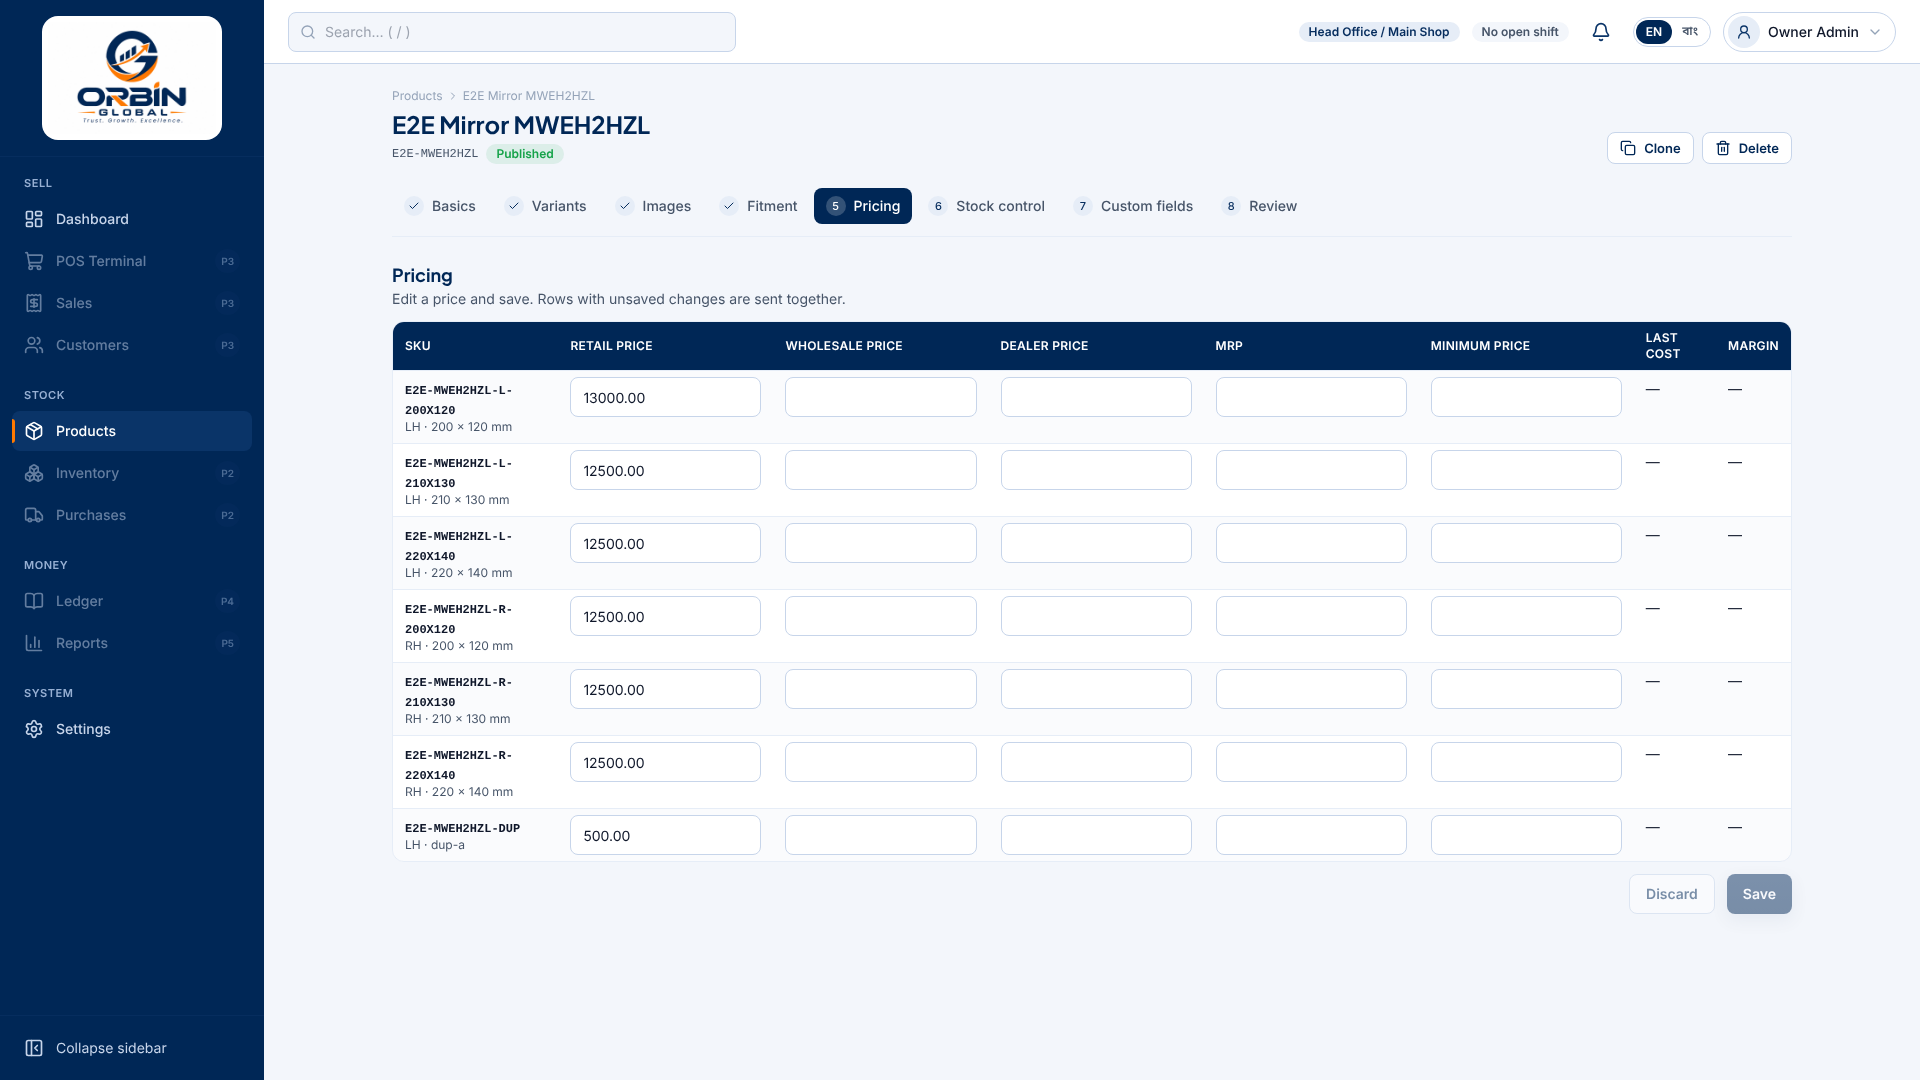 ORBIN
GLOBAL
Trust. Growth. Excellence.
Search... ( / )
Head Office / Main Shop
No open shift
EN
বাং
Owner Admin
SELL
Dashboard
POS Terminal P3
Sales P3
Customers P3
STOCK
Products
Inventory P2
Purchases P2
MONEY
Ledger P4
Reports P5
SYSTEM
Settings
Collapse sidebar
Products > E2E Mirror MWEH2HZL
E2E Mirror MWEH2HZL
E2E-MWEH2HZL Published
Clone Delete
Basics Variants Images Fitment 5 Pricing 6 Stock control 7 Custom fields 8 Review
Pricing
Edit a price and save. Rows with unsaved changes are sent together.
SKU RETAIL PRICE WHOLESALE PRICE DEALER PRICE MRP MINIMUM PRICE LAST COST MARGIN
E2E-MWEH2HZL-L-
200X120
LH · 200 × 120 mm
13000.00 — —
E2E-MWEH2HZL-L-
210X130
LH · 210 × 130 mm
12500.00 — —
E2E-MWEH2HZL-L-
220X140
LH · 220 × 140 mm
12500.00 — —
E2E-MWEH2HZL-R-
200X120
RH · 200 × 120 mm
12500.00 — —
E2E-MWEH2HZL-R-
210X130
RH · 210 × 130 mm
12500.00 — —
E2E-MWEH2HZL-R-
220X140
RH · 220 × 140 mm
12500.00 — —
E2E-MWEH2HZL-DUP
LH · dup-a
500.00 — —
Discard Save